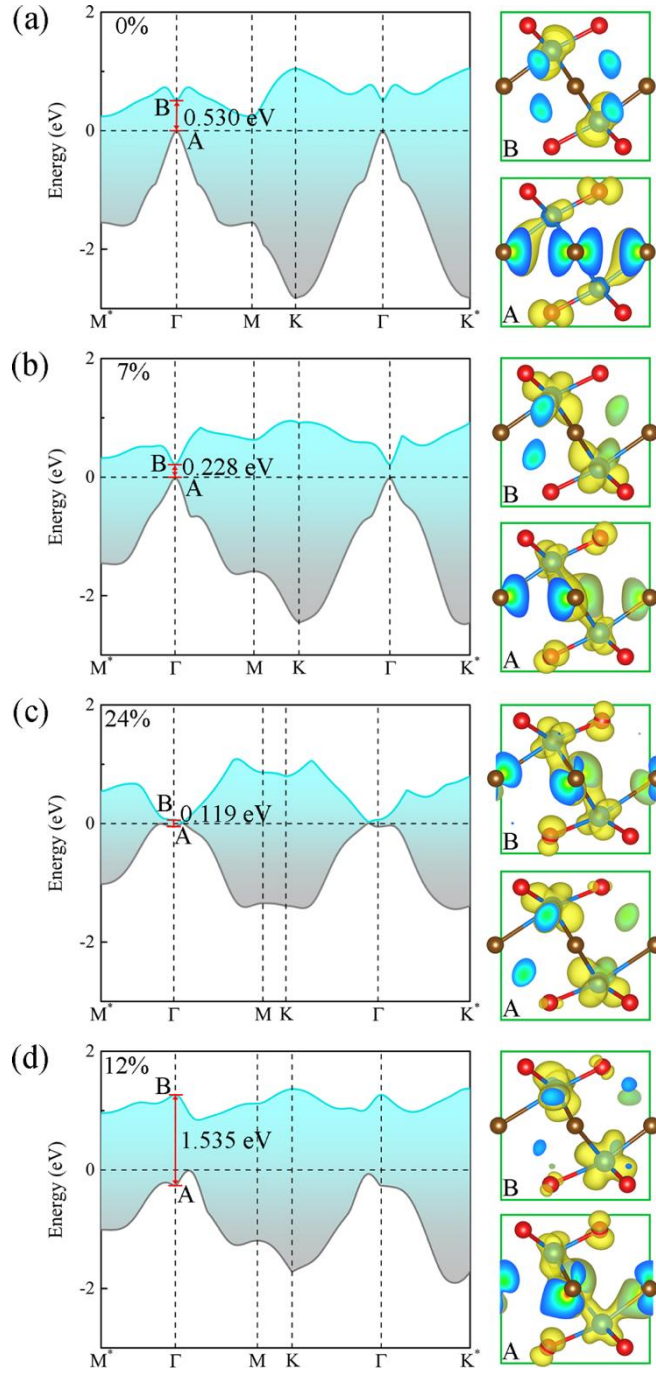 (a)
2
0%
B
0.530 eV
0
A
Energy (eV)
-2
M* Γ M K Γ K*
B
A
(b)
2
7%
B
0.228 eV
0
A
Energy (eV)
-2
M* Γ M K Γ K*
B
A
(c)
2
24%
B
0.119 eV
0
A
Energy (eV)
-2
M* Γ M K Γ K*
B
A
(d)
2
12%
B
1.535 eV
0
A
Energy (eV)
-2
M* Γ M K Γ K*
B
A